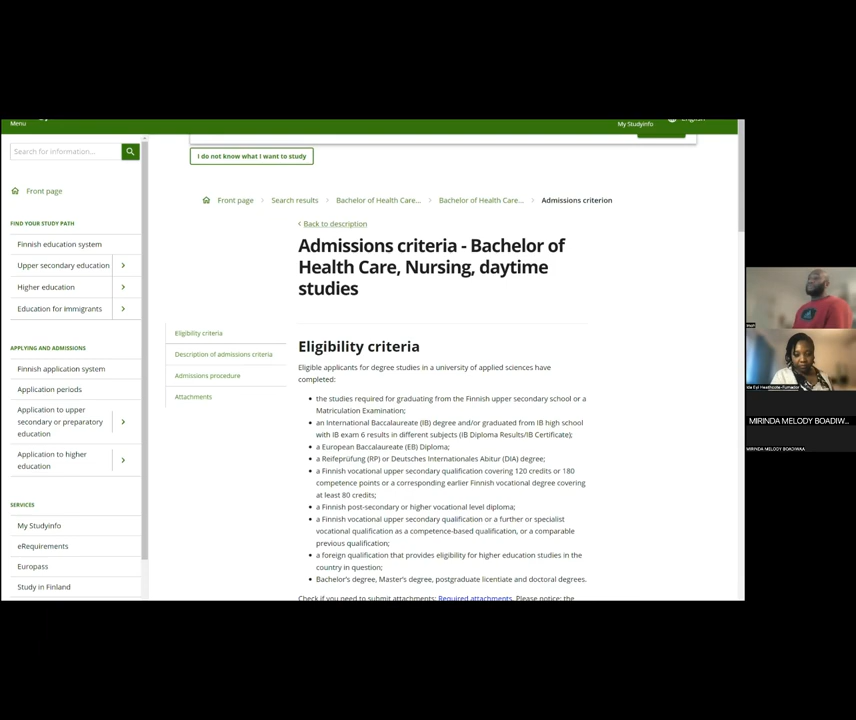 Menu
My Studyinfo
English
I do not know what I want to study
Search for information...
Front page
Search results
Bachelor of Health Care...
Bachelor of Health Care...
Admissions criterion
Front page
Back to description
FIND YOUR STUDY PATH
Finnish education system
Upper secondary education
Higher education
Education for immigrants
APPLYING AND ADMISSIONS
Finnish application system
Application periods
Application to upper
secondary or preparatory
education
Application to higher
education
SERVICES
My Studyinfo
eRequirements
Europass
Study in Finland
Eligibility criteria
Description of admissions criteria
Admissions procedure
Attachments
Admissions criteria - Bachelor of
Health Care, Nursing, daytime
studies
Eligibility criteria
Eligible applicants for degree studies in a university of applied sciences have
completed:
• the studies required for graduating from the Finnish upper secondary school or a
Matriculation Examination;
• an International Baccalaureate (IB) degree and/or graduated from IB high school
with IB exam 6 results in different subjects (IB Diploma Results/IB Certificate);
• a European Baccalaureate (EB) Diploma;
• a Reifeprüfung (RP) or Deutsches Internationales Abitur (DIA) degree;
• a Finnish vocational upper secondary qualification covering 120 credits or 180
competence points or a corresponding earlier Finnish vocational degree covering
at least 80 credits;
• a Finnish post-secondary or higher vocational level diploma;
• a Finnish vocational upper secondary qualification or a further or specialist
vocational qualification as a competence-based qualification, or a comparable
previous qualification;
• a foreign qualification that provides eligibility for higher education studies in the
country in question;
• Bachelor's degree, Master's degree, postgraduate licentiate and doctoral degrees.
Check if you need to submit attachments: Required attachments. Please notice: the
MIRINDA MELODY BOADIW...
MIRINDA MELODY BOADIWAA